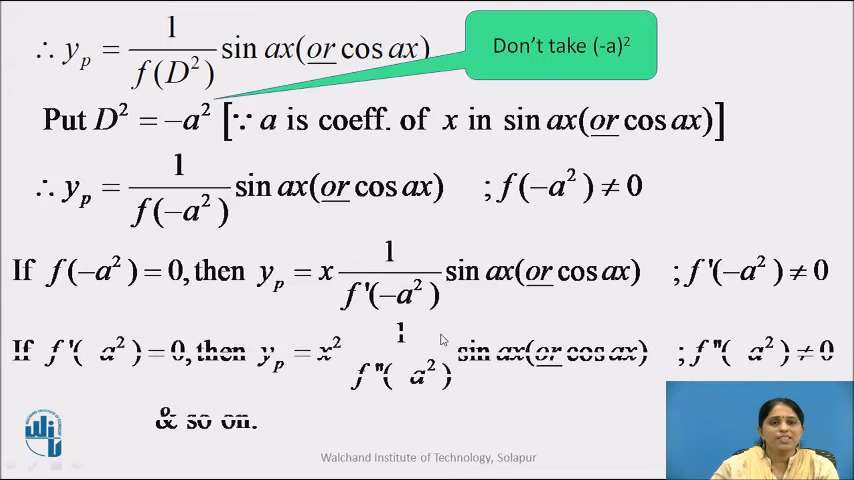 ∴ y_p = 1/f(D²) sin ax(or cos ax)
Don't take (-a)²
Put D² = −a² [∵ a is coeff. of x in sin ax(or cos ax)]
∴ y_p = 1/f(−a²) sin ax(or cos ax) ; f(−a²) ≠ 0
If f(−a²) = 0, then y_p = x 1/f'(−a²) sin ax(or cos ax) ; f'(−a²) ≠ 0
If f'( a²) = 0, then y_p = x² 1/f"( a²) sin ax(or cos ax) ; f"( a²) ≠ 0
& so on.
WIT
Walchand Institute of Technology, Solapur